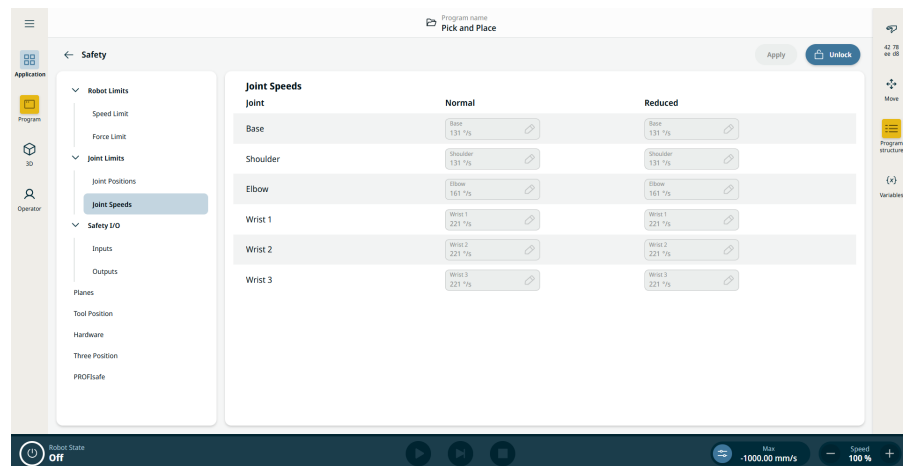 Program name
Pick and Place
Safety
Apply
Unlock
42 78
ee d8
Application
Program
3D
Operator
Move
Program
structure
{x}
Variables
Robot Limits
Speed Limit
Force Limit
Joint Limits
Joint Positions
Joint Speeds
Safety I/O
Inputs
Outputs
Planes
Tool Position
Hardware
Three Position
PROFIsafe
Joint Speeds
Joint Normal Reduced
Base
Base
131 °/s
Base
131 °/s
Shoulder
Shoulder
131 °/s
Shoulder
131 °/s
Elbow
Elbow
161 °/s
Elbow
161 °/s
Wrist 1
Wrist 1
221 °/s
Wrist 1
221 °/s
Wrist 2
Wrist 2
221 °/s
Wrist 2
221 °/s
Wrist 3
Wrist 3
221 °/s
Wrist 3
221 °/s
Robot State
Off
Max
-1000.00 mm/s
Speed
100 %